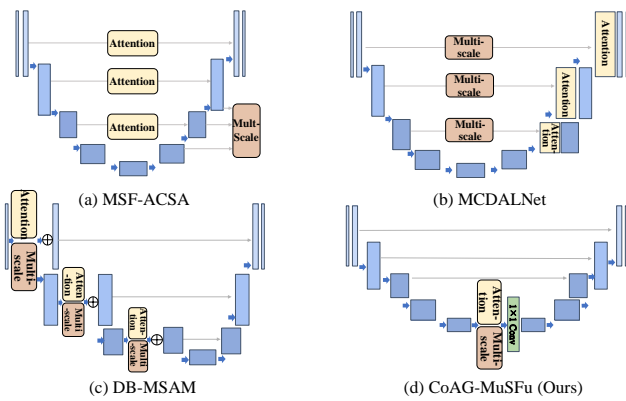 Attention
Attention
Attention
Mult-
Scale
(a) MSF-ACSA
Multi-
scale
Multi-
scale
Multi-
scale
Attention
Attention
Atten-
tion
(b) MCDALNet
Attention
Multi-
scale
Atten
-tion
Multi
-scale
Atten-
tion
Multi
-scale
(c) DB-MSAM
Atten-
tion
Multi-
scale
1×1 Conv
(d) CoAG-MuSFu (Ours)